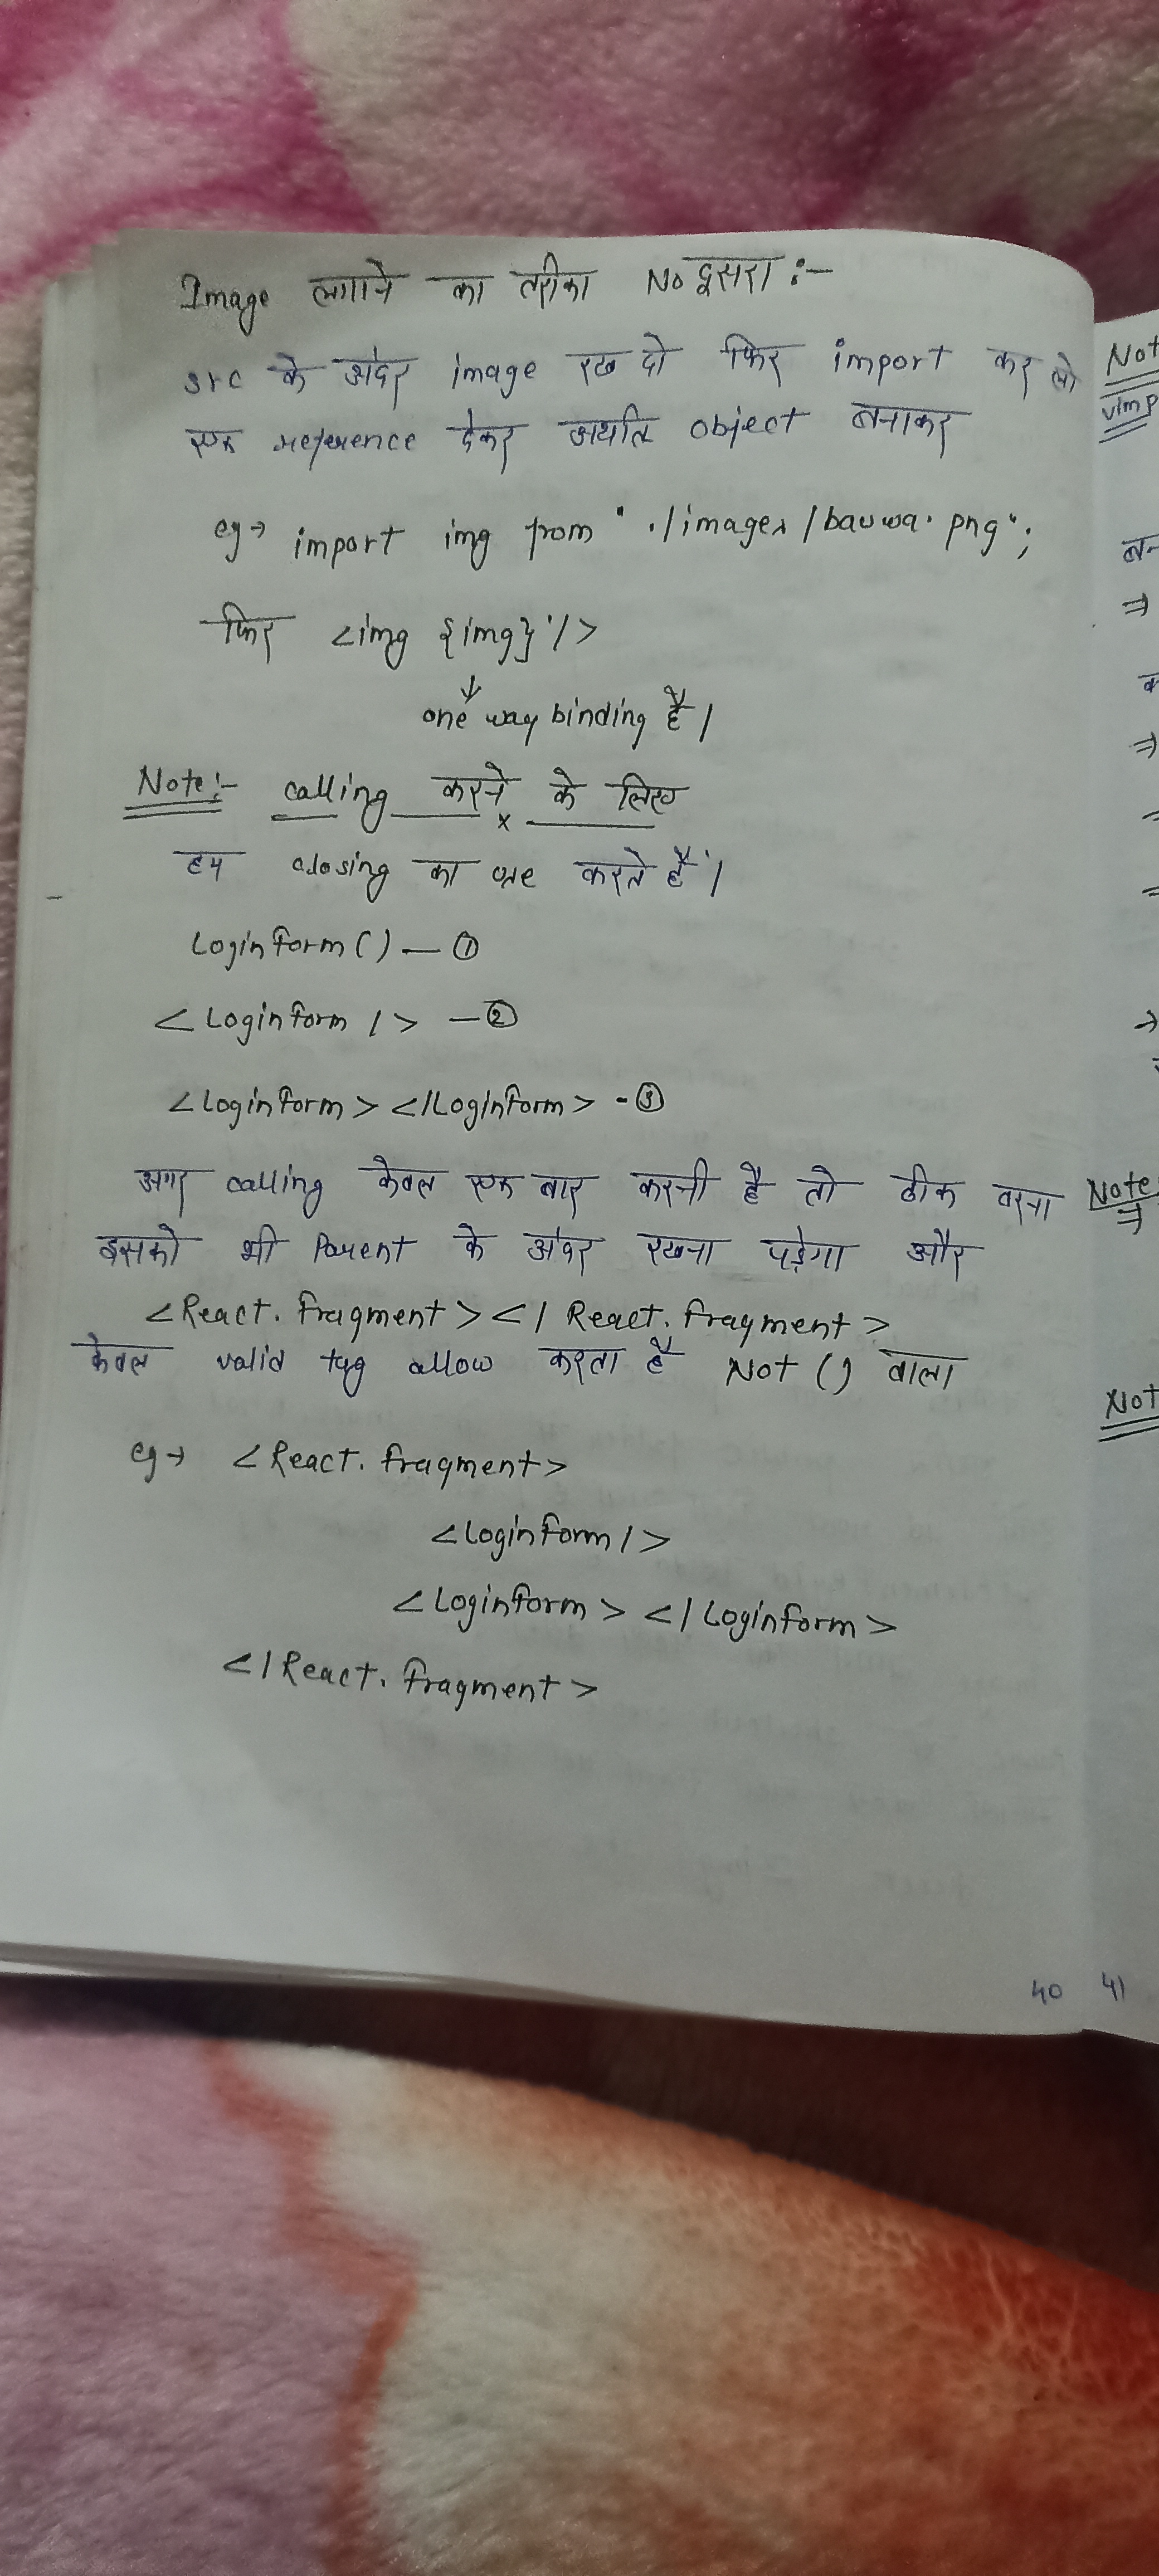 Image लगाने का तरीका No दूसरा :-
src के अंदर image रख दो फिर import कर लो
एक reference देकर अर्थात object बनाकर
eg → import img from "./images/bauwa.png";
फिर <img {img} />
↓
one way binding है।
Note:- calling करने के लिए
हम closing का use करते हैं।
LoginForm() — ①
<LoginForm /> — ②
<LoginForm></LoginForm> - ③
अगर calling केवल एक बार करनी है तो ठीक वरना
इसको भी Parent के अंदर रखना पड़ेगा और
<React.Fragment></React.Fragment>
केवल valid tag allow करता है Not () वाला
eg → <React.Fragment>
<LoginForm/>
<LoginForm></LoginForm>
</React.Fragment>
40
Not
vimp
बन
⇒
⇒
Note
⇒
Not
41